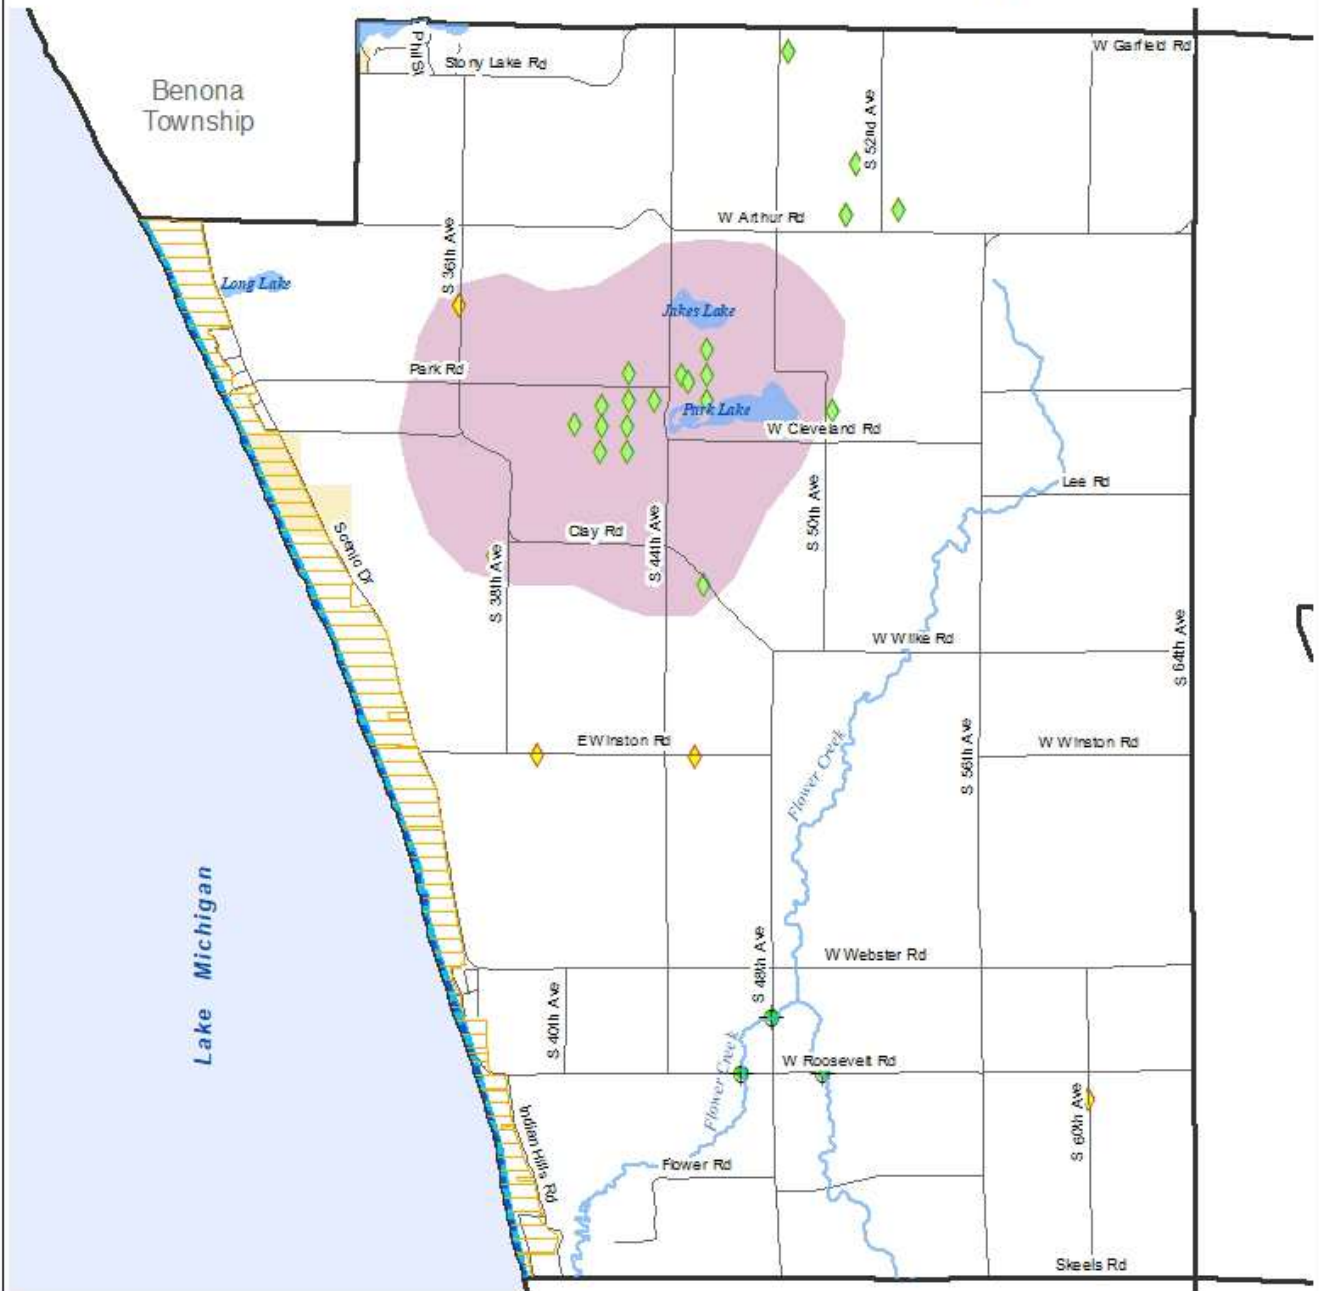 W Garfield Rd
Phil St
Stony Lake Rd
Benona
Township
S 52nd Ave
W Arthur Rd
S 36th Ave
Long Lake
Jakes Lake
Park Rd
Park Lake
W Cleveland Rd
Lee Rd
S 50th Ave
Scenic Dr
Clay Rd
S 44th Ave
S 38th Ave
W Wilke Rd
S 64th Ave
E Winston Rd
W Winston Rd
S 56th Ave
Flower Creek
Lake Michigan
W Webster Rd
S 48th Ave
S 40th Ave
W Roosevelt Rd
Flower Creek
S 60th Ave
Indian Hills Rd
Flower Rd
Skeels Rd